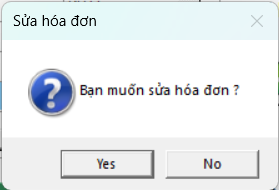 Sửa hóa đơn
Bạn muốn sửa hóa đơn ?
Yes
No